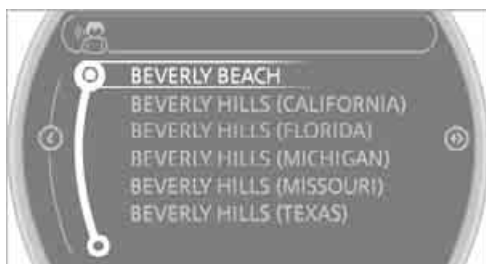 BEVERLY BEACH
BEVERLY HILLS (CALIFORNIA)
BEVERLY HILLS (FLORIDA)
BEVERLY HILLS (MICHIGAN)
BEVERLY HILLS (MISSOURI)
BEVERLY HILLS (TEXAS)